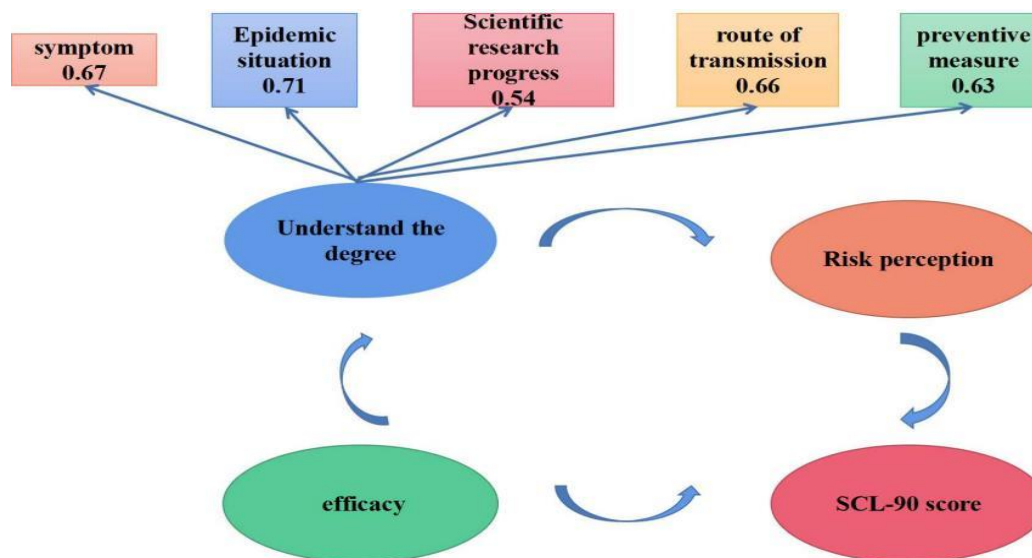 symptom
0.67
Epidemic
situation
0.71
Scientific
research
progress
0.54
route of
transmission
0.66
preventive
measure
0.63
Understand the
degree
Risk perception
efficacy
SCL-90 score